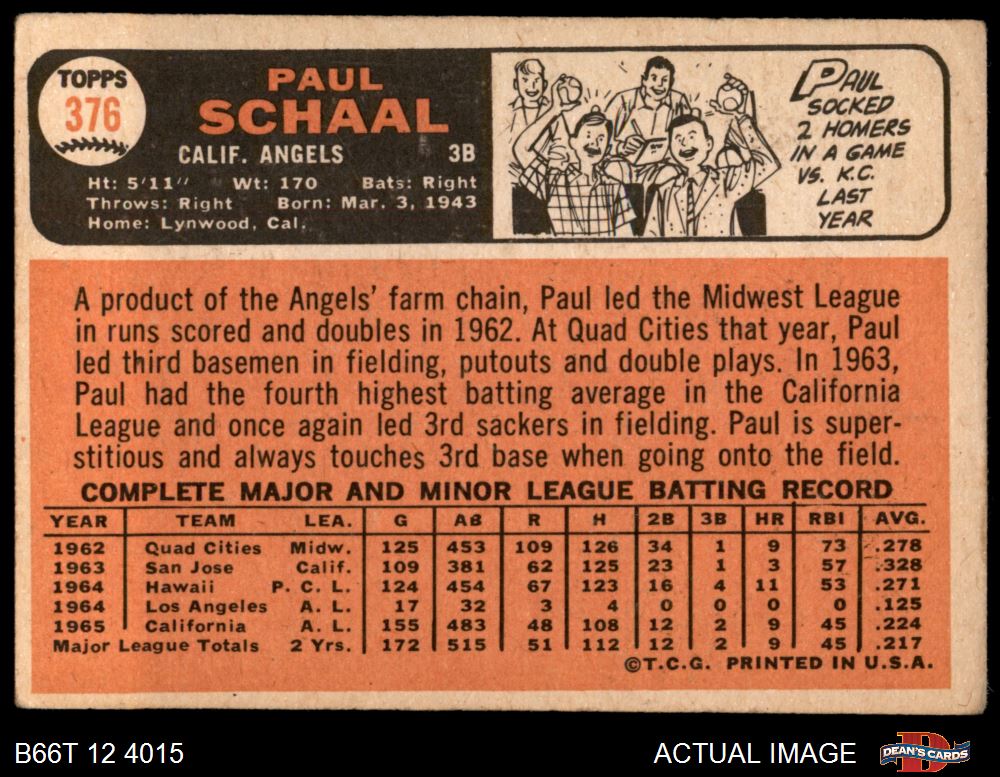 TOPPS
376
PAUL
SCHAAL
CALIF. ANGELS 3B
Ht: 5'11" Wt: 170 Bats: Right
Throws: Right Born: Mar. 3, 1943
Home: Lynwood, Cal.
PAUL
SOCKED
2 HOMERS
IN A GAME
VS. K.C.
LAST
YEAR
A product of the Angels' farm chain, Paul led the Midwest League
in runs scored and doubles in 1962. At Quad Cities that year, Paul
led third basemen in fielding, putouts and double plays. In 1963,
Paul had the fourth highest batting average in the California
League and once again led 3rd sackers in fielding. Paul is super-
stitious and always touches 3rd base when going onto the field.
COMPLETE MAJOR AND MINOR LEAGUE BATTING RECORD
YEAR TEAM LEA. G AB R H 2B 3B HR RBI AVG.
1962 Quad Cities Midw. 125 453 109 126 34 1 9 73 .278
1963 San Jose Calif. 109 381 62 125 23 1 3 57 .328
1964 Hawaii P. C. L. 124 454 67 123 16 4 11 53 .271
1964 Los Angeles A. L. 17 32 3 4 0 0 0 0 .125
1965 California A. L. 155 483 48 108 12 2 9 45 .224
Major League Totals 2 Yrs. 172 515 51 112 12 2 9 45 .217
©T.C.G. PRINTED IN U.S.A.
B66T 12 4015 ACTUAL IMAGE DEAN'S CARDS